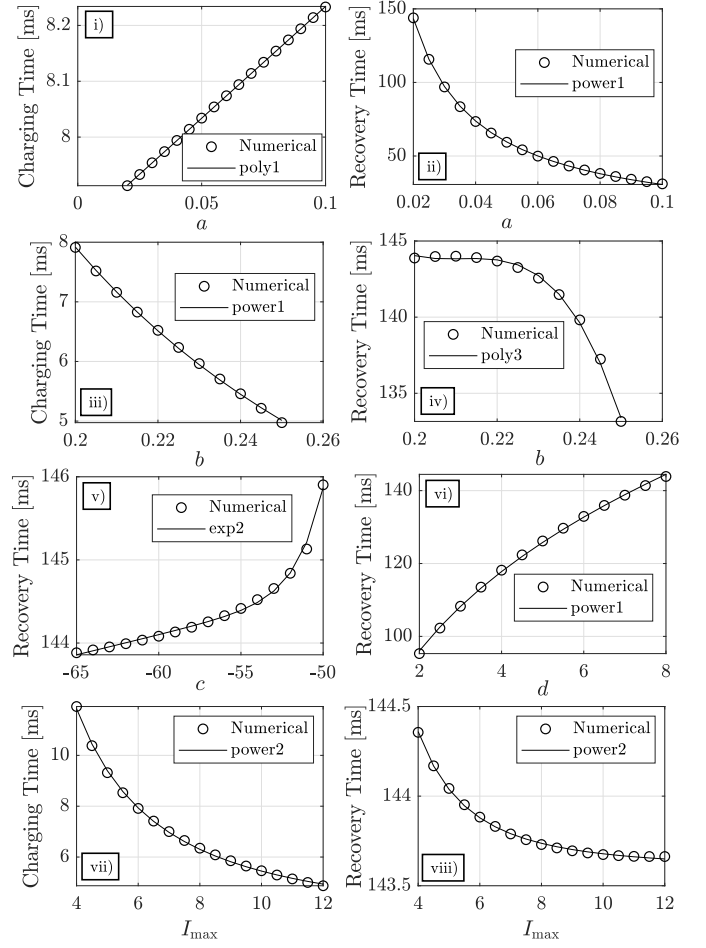 i)
Charging Time [ms]
8.2
8.1
8
Numerical
poly1
0
0.05
0.1
a
ii)
Recovery Time [ms]
150
100
50
Numerical
power1
0.02
0.04
0.06
0.08
0.1
a
iii)
Charging Time [ms]
8
7
6
5
Numerical
power1
0.2
0.22
0.24
0.26
b
iv)
Recovery Time [ms]
145
140
135
Numerical
poly3
0.2
0.22
0.24
0.26
b
v)
Recovery Time [ms]
146
145
144
Numerical
exp2
-65
-60
-55
-50
c
vi)
Recovery Time [ms]
140
120
100
Numerical
power1
2
4
6
8
d
vii)
Charging Time [ms]
10
8
6
Numerical
power2
4
6
8
10
12
Imax
viii)
Recovery Time [ms]
144.5
144
143.5
Numerical
power2
4
6
8
10
12
Imax